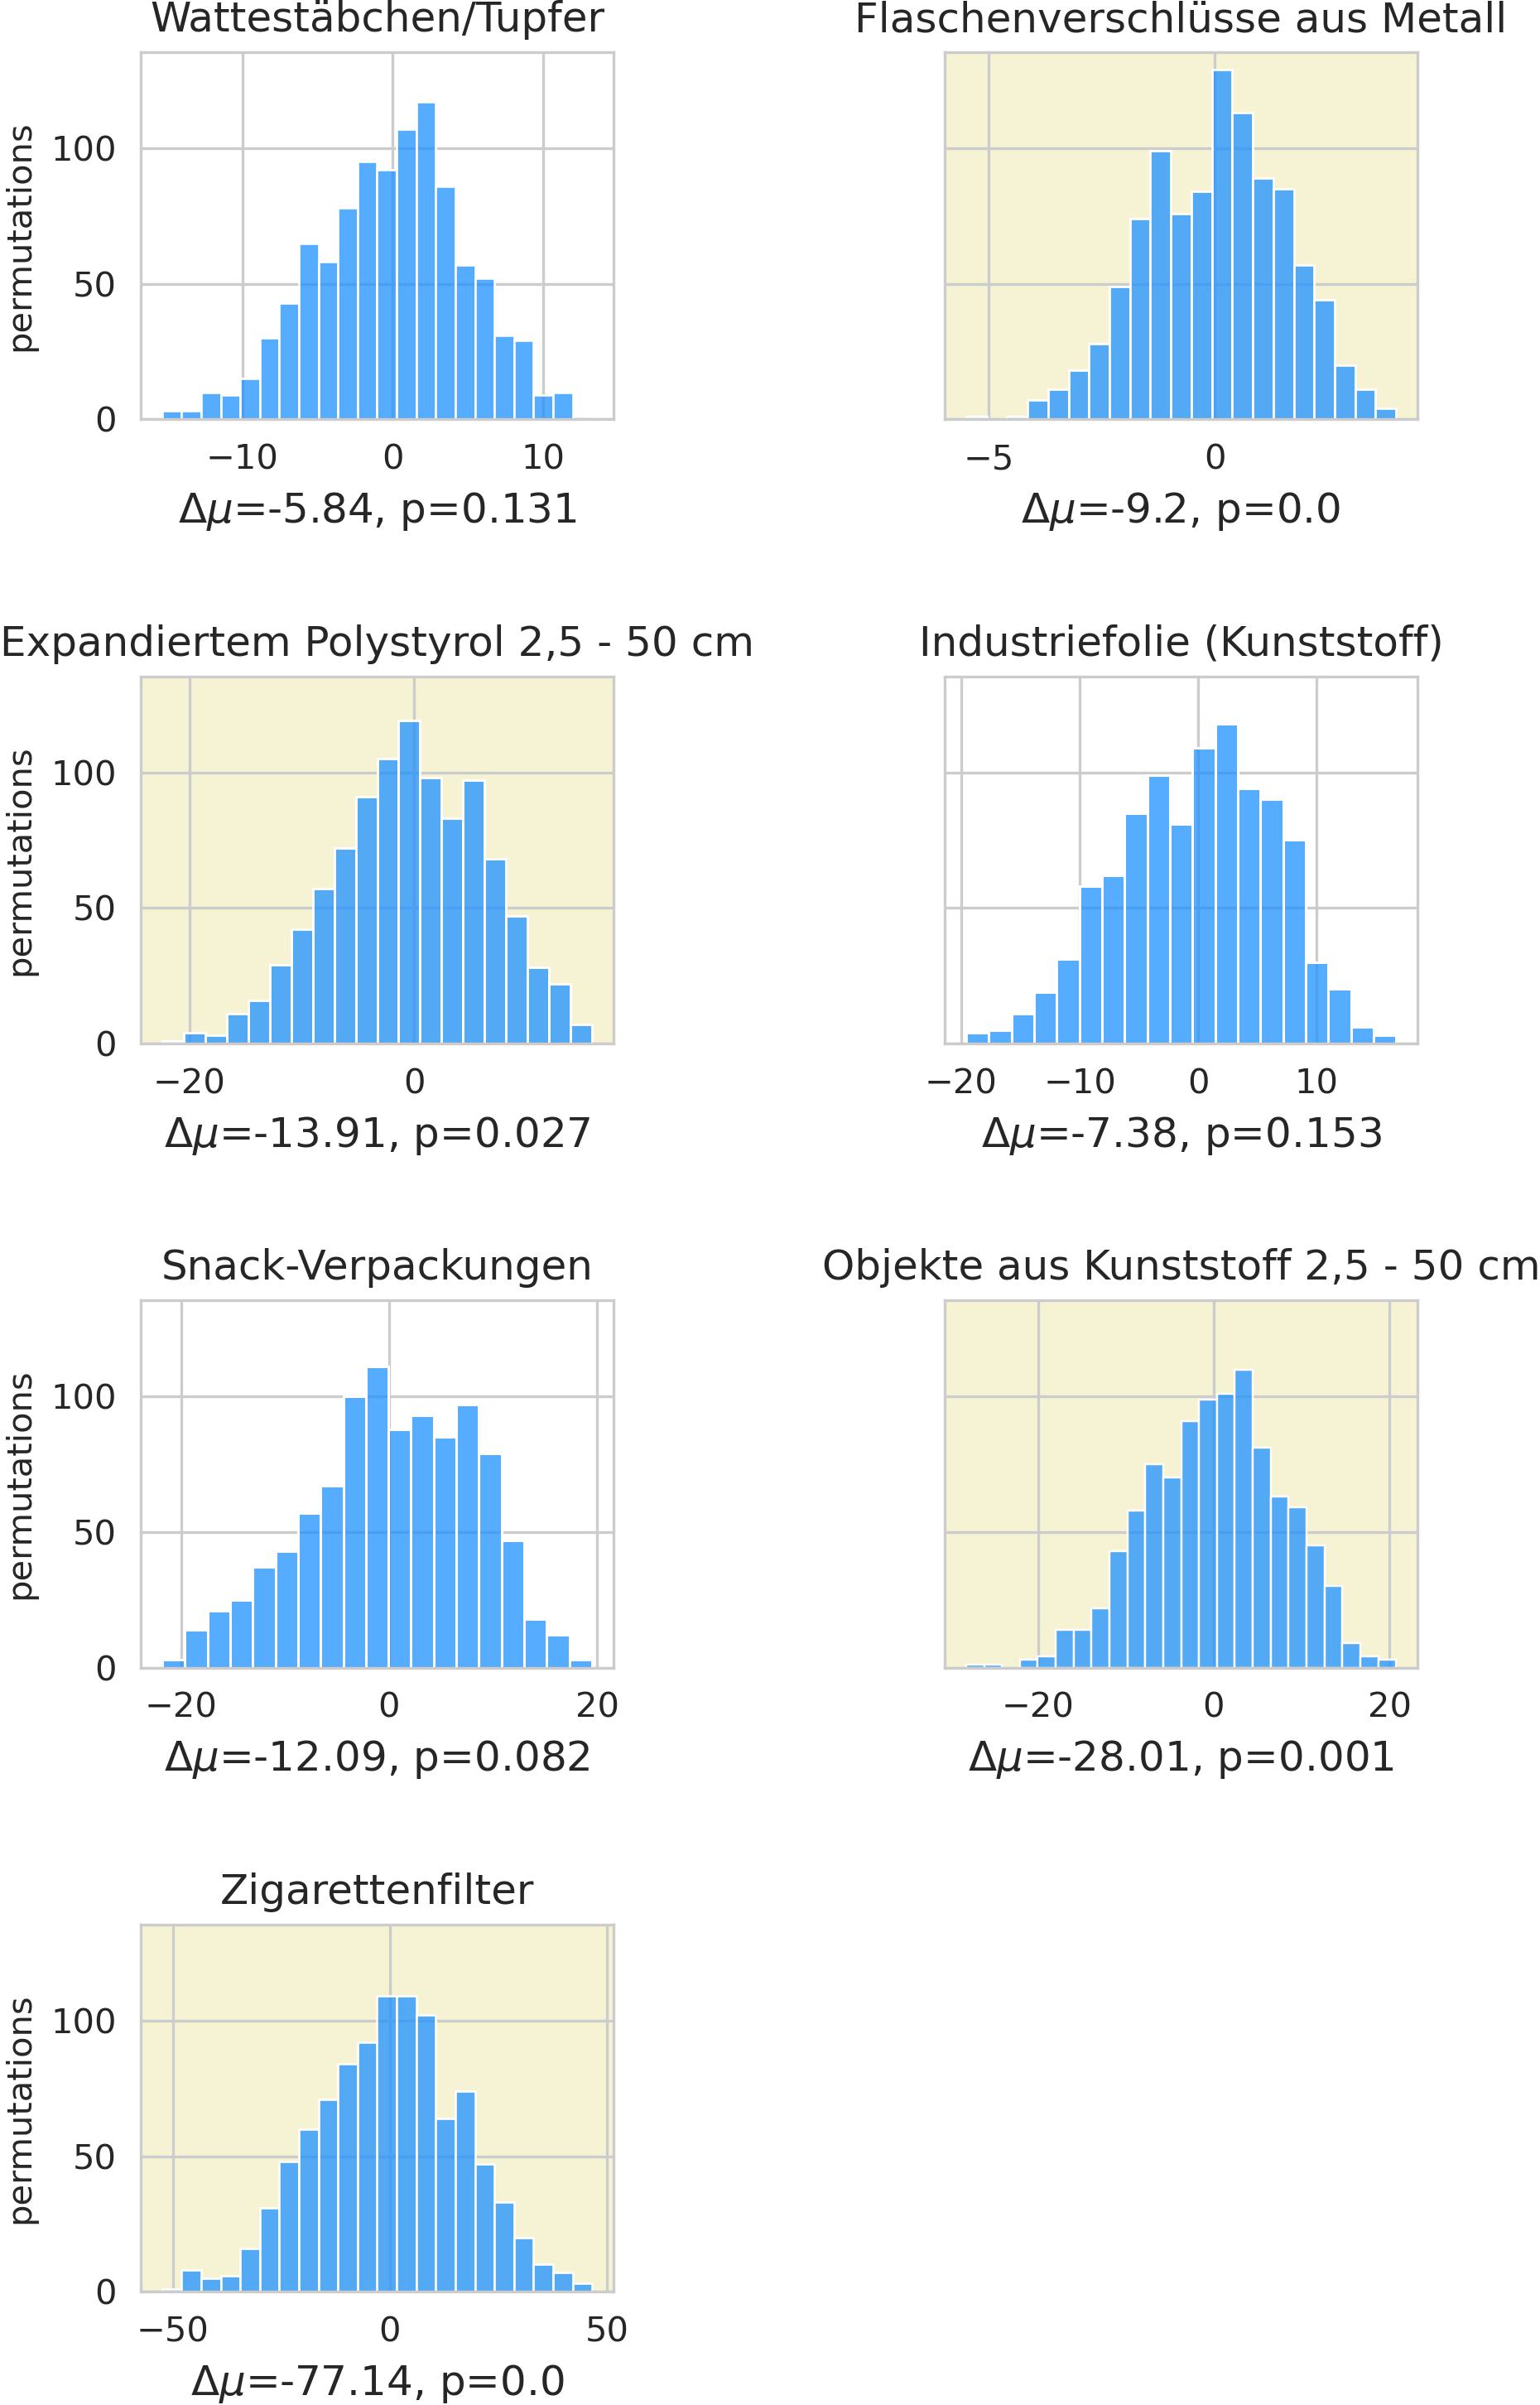 Wattestäbchen/Tupfer
Flaschenverschlüsse aus Metall
permutations
100
50
0
−10 0 10
−5 0
Δμ=-5.84, p=0.131
Δμ=-9.2, p=0.0
Expandiertem Polystyrol 2,5 - 50 cm
Industriefolie (Kunststoff)
permutations
100
50
0
−20 0
−20 −10 0 10
Δμ=-13.91, p=0.027
Δμ=-7.38, p=0.153
Snack-Verpackungen
Objekte aus Kunststoff 2,5 - 50 cm
permutations
100
50
0
−20 0 20
−20 0 20
Δμ=-12.09, p=0.082
Δμ=-28.01, p=0.001
Zigarettenfilter
permutations
100
50
0
−50 0 50
Δμ=-77.14, p=0.0